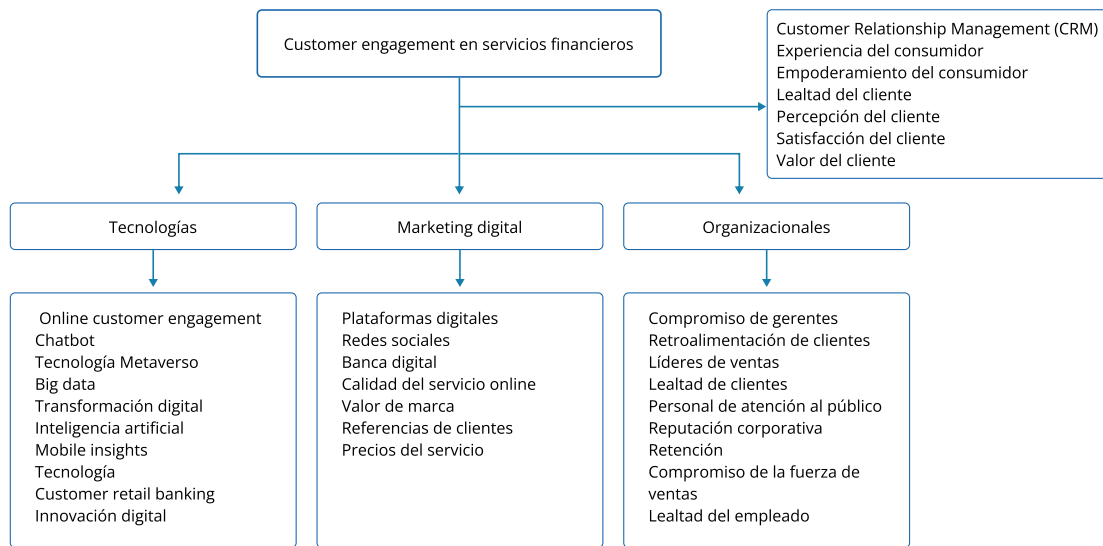 Customer engagement en servicios financieros
Customer Relationship Management (CRM)
Experiencia del consumidor
Empoderamiento del consumidor
Lealtad del cliente
Percepción del cliente
Satisfacción del cliente
Valor del cliente
Tecnologías
Marketing digital
Organizacionales
Online customer engagement
Chatbot
Tecnología Metaverso
Big data
Transformación digital
Inteligencia artificial
Mobile insights
Tecnología
Customer retail banking
Innovación digital
Plataformas digitales
Redes sociales
Banca digital
Calidad del servicio online
Valor de marca
Referencias de clientes
Precios del servicio
Compromiso de gerentes
Retroalimentación de clientes
Líderes de ventas
Lealtad de clientes
Personal de atención al público
Reputación corporativa
Retención
Compromiso de la fuerza de
ventas
Lealtad del empleado